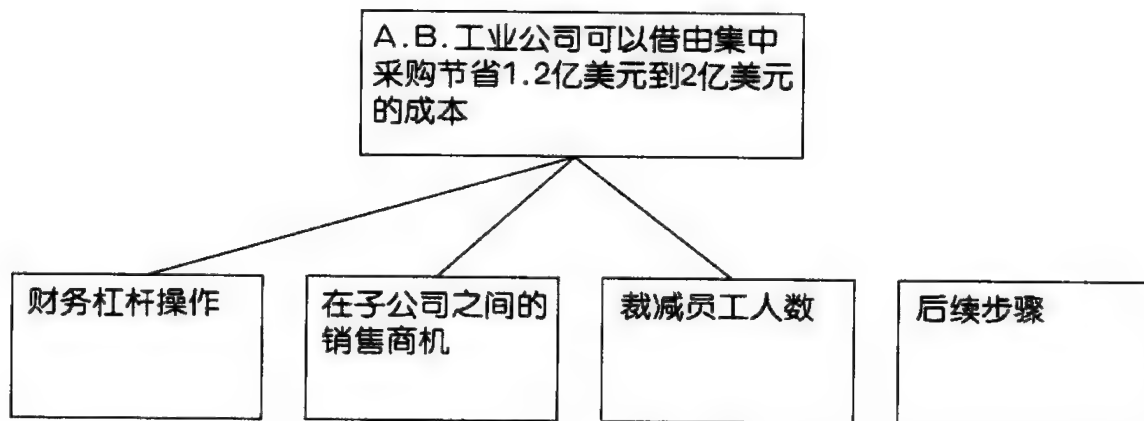 A.B.工业公司可以借由集中
采购节省1.2亿美元到2亿美元
的成本
财务杠杆操作
在子公司之间的
销售商机
裁减员工人数
后续步骤